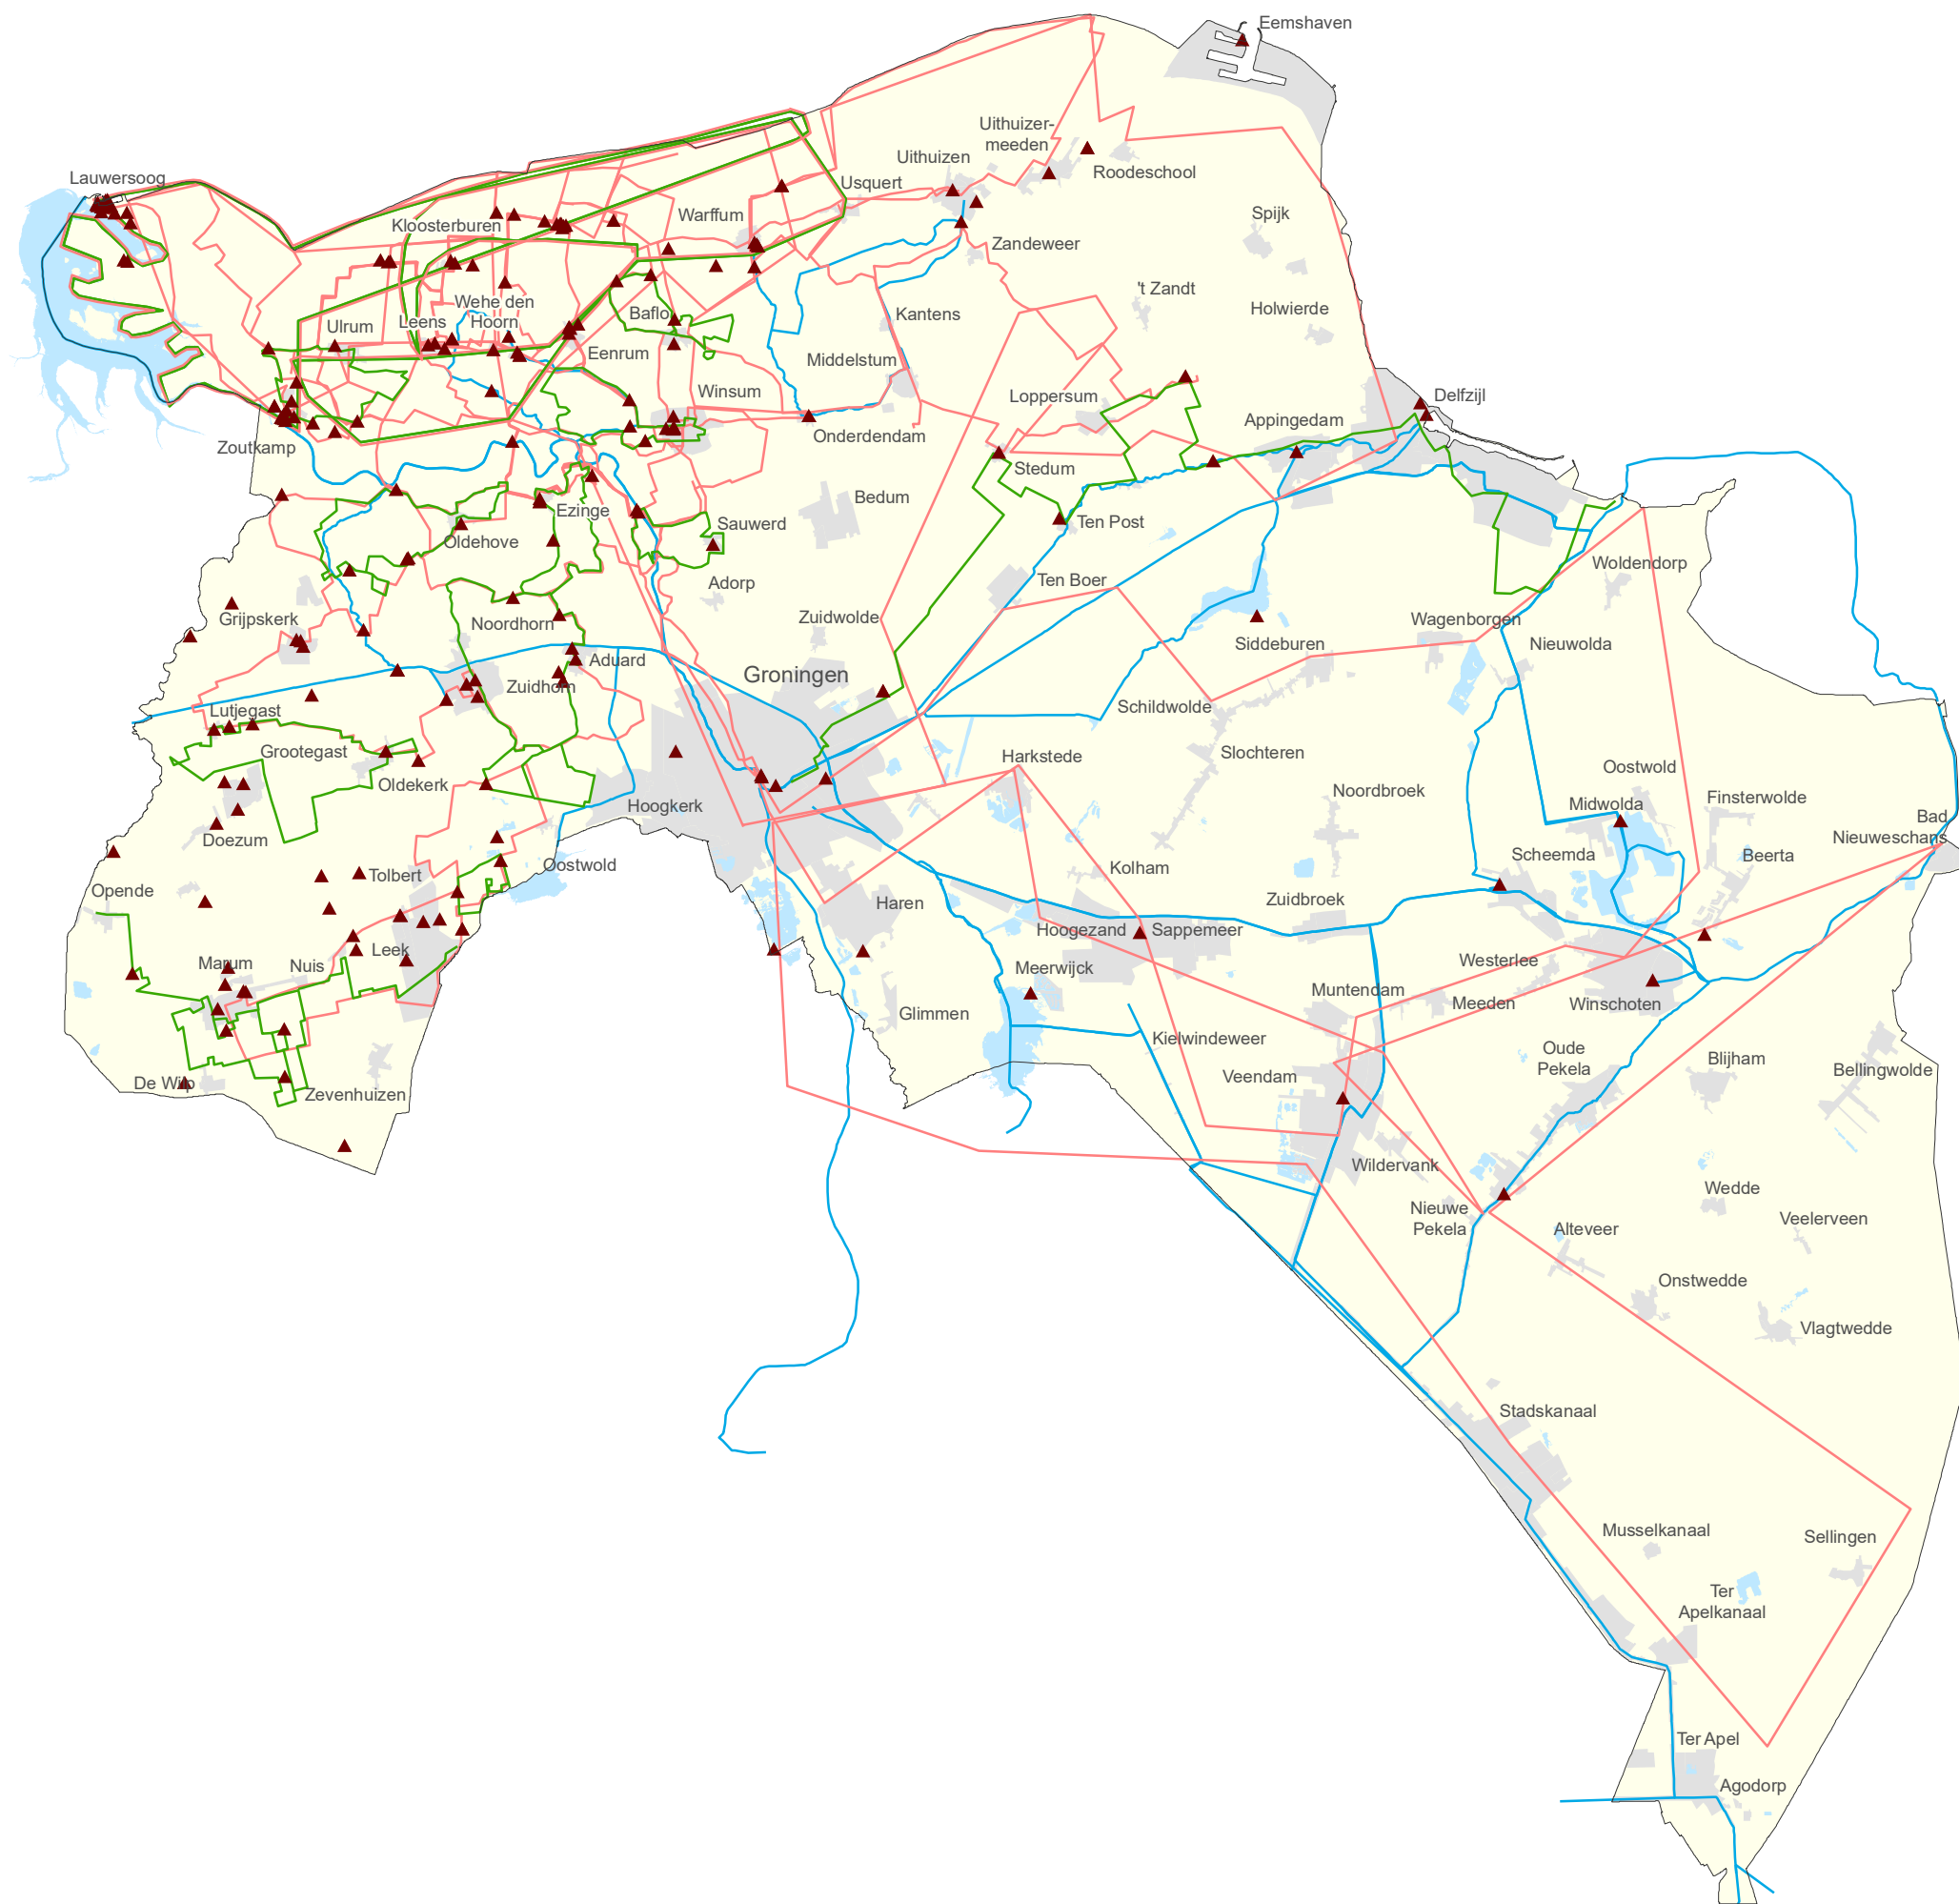 Eemshaven
Uithuizer-
meeden
Uithuizen
Roodeschool
Lauwersoog
Usquert
Warffum
Kloosterburen
Spijk
Zandeweer
't Zandt
Wehe den
Hoorn
Holwierde
Baflo
Kantens
Ulrum
Leens
Eenrum
Middelstum
Winsum
Loppersum
Delfzijl
Appingedam
Onderdendam
Zoutkamp
Stedum
Bedum
Ezinge
Sauwerd
Ten Post
Oldehove
Woldendorp
Adorp
Ten Boer
Grijpskerk
Noordhorn
Zuidwolde
Siddeburen
Wagenborgen
Nieuwolda
Aduard
Groningen
Zuidhorn
Lutjegast
Schildwolde
Grootegast
Slochteren
Harkstede
Oostwold
Oldekerk
Noordbroek
Finsterwolde
Hoogkerk
Midwolda
Bad
Nieuweschans
Doezum
Scheemda
Beerta
Oostwold
Kolham
Tolbert
Opende
Haren
Zuidbroek
Hoogezand
Sappemeer
Leek
Westerlee
Marum
Nuis
Meerwijck
Muntendam
Meeden
Winschoten
Glimmen
Kielwindeweer
Oude
Pekela
Blijham
Bellingwolde
Veendam
De Wilp
Zevenhuizen
Wildervank
Wedde
Nieuwe
Pekela
Alteveer
Veelerveen
Onstwedde
Vlagtwedde
Stadskanaal
Musselkanaal
Sellingen
Ter
Apelkanaal
Ter Apel
Agodorp